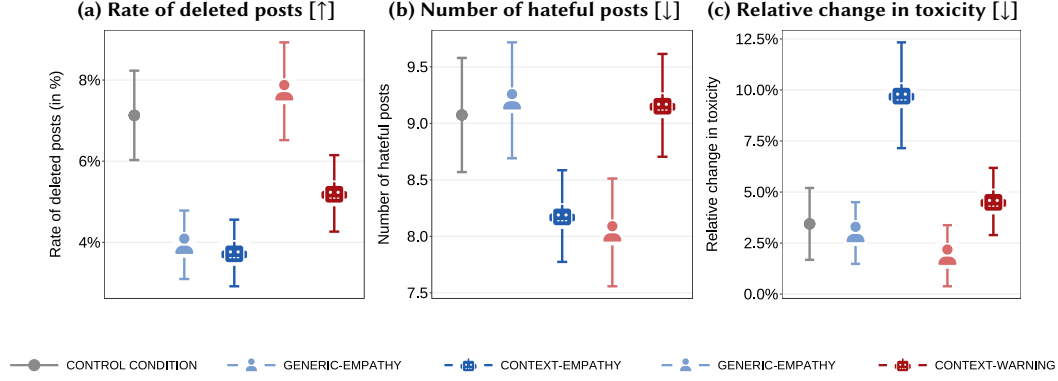 (a) Rate of deleted posts [↑]
Rate of deleted posts (in %)
8%
6%
4%
(b) Number of hateful posts [↓]
Number of hateful posts
9.5
9.0
8.5
8.0
7.5
(c) Relative change in toxicity [↓]
Relative change in toxicity
12.5%
10.0%
7.5%
5.0%
2.5%
0.0%
CONTROL CONDITION
GENERIC-EMPATHY
CONTEXT-EMPATHY
GENERIC-EMPATHY
CONTEXT-WARNING